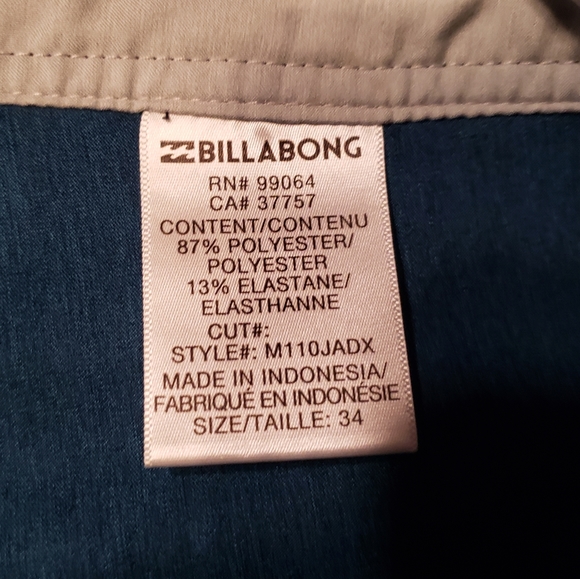 BILLABONG
RN# 99064
CA# 37757
CONTENT/CONTENU
87% POLYESTER/
POLYESTER
13% ELASTANE/
ELASTHANNE
CUT#:
STYLE#: M110JADX
MADE IN INDONESIA/
FABRIQUÉ EN INDONÉSIE
SIZE/TAILLE: 34